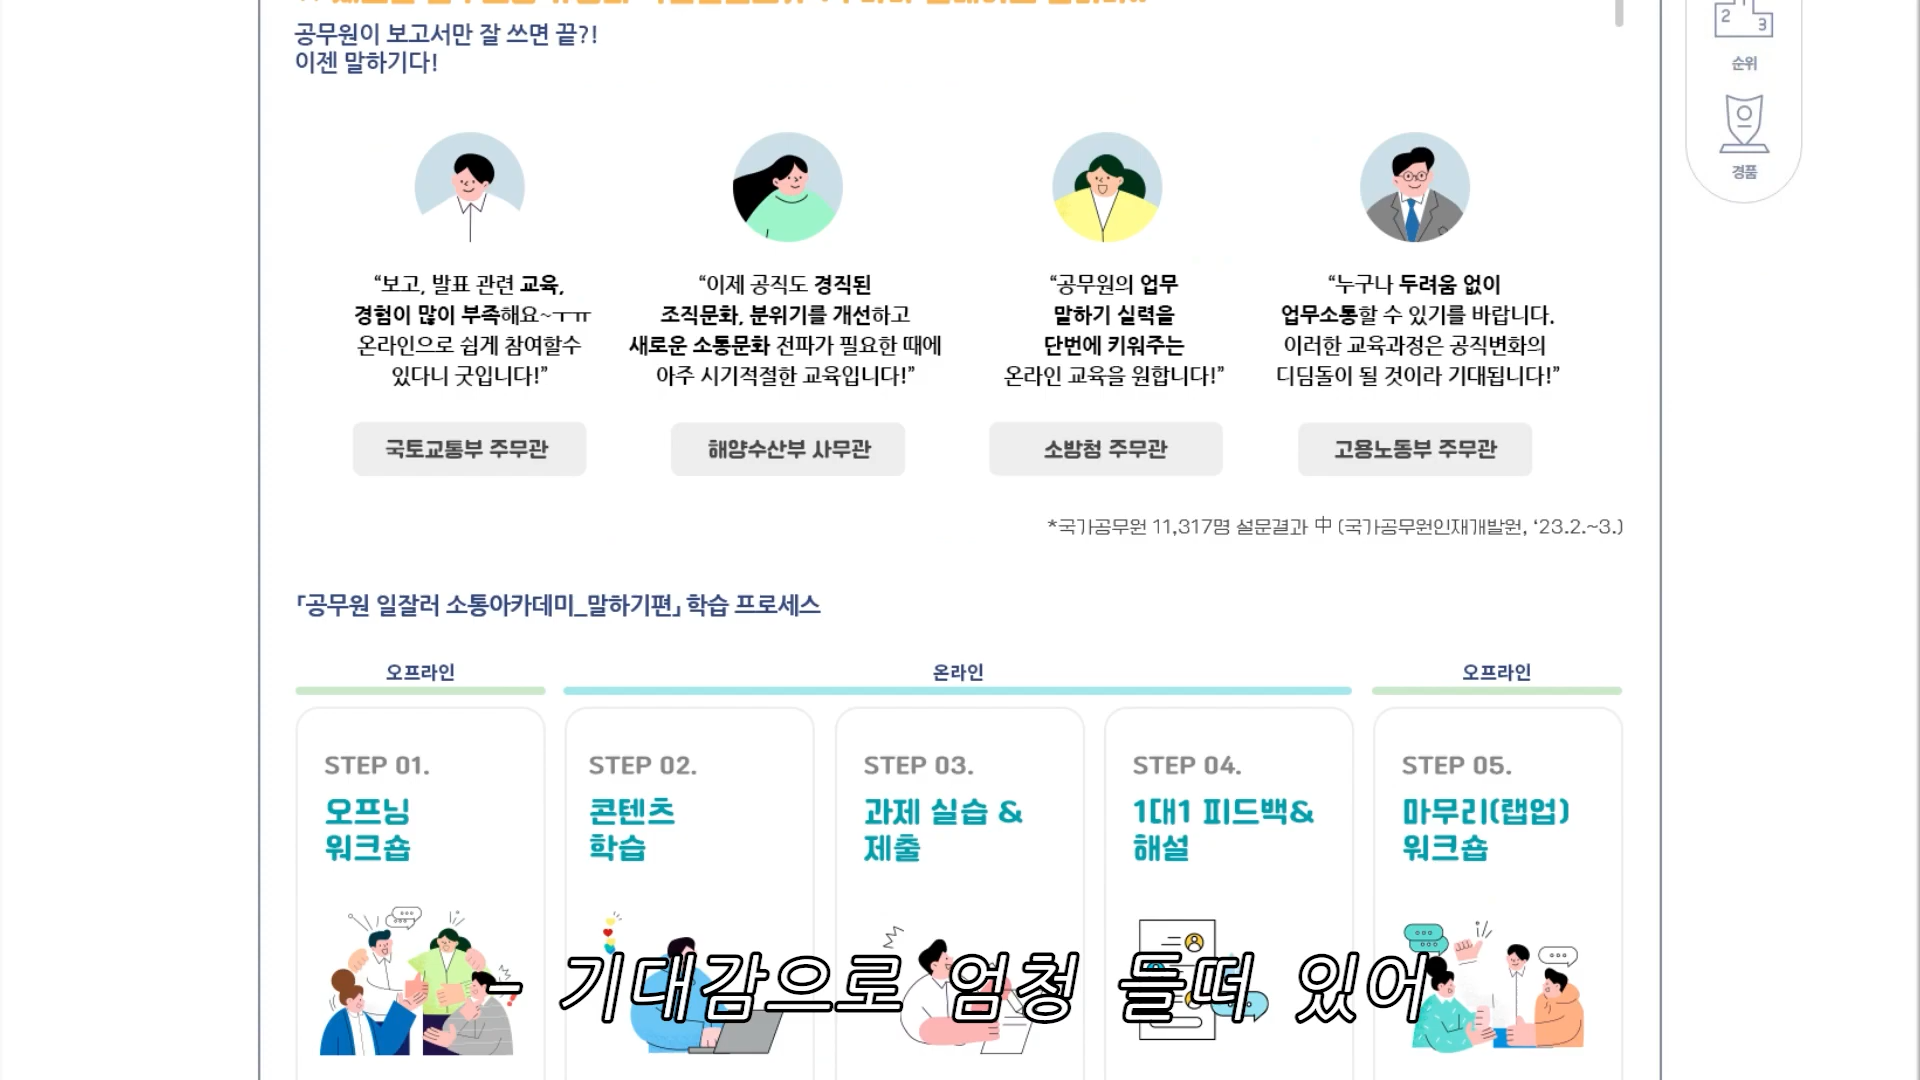 공무원이 보고서만 잘 쓰면 끝?!
이젠 말하기다!
2
3
순위
경품
“보고, 발표 관련 교육,
경험이 많이 부족해요~ㅜㅠ
온라인으로 쉽게 참여할수
있다니 굿입니다!”
국토교통부 주무관
“이제 공직도 경직된
조직문화, 분위기를 개선하고
새로운 소통문화 전파가 필요한 때에
아주 시기적절한 교육입니다!”
해양수산부 사무관
“공무원의 업무
말하기 실력을
단번에 키워주는
온라인 교육을 원합니다!”
소방청 주무관
“누구나 두려움 없이
업무소통할 수 있기를 바랍니다.
이러한 교육과정은 공직변화의
디딤돌이 될 것이라 기대됩니다!”
고용노동부 주무관
*국가공무원 11,317명 설문결과 中 (국가공무원인재개발원, ‘23.2.~3.)
「공무원 일잘러 소통아카데미_말하기편」 학습 프로세스
오프라인
온라인
오프라인
STEP 01.
오프닝
워크숍
STEP 02.
콘텐츠
학습
STEP 03.
과제 실습 &
제출
STEP 04.
1대1 피드백&
해설
STEP 05.
마무리(랩업)
워크숍
- 기대감으로 엄청 들떠 있어